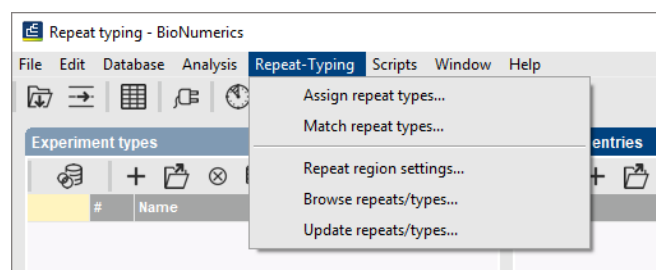 Repeat typing - BioNumerics
File Edit Database Analysis Repeat-Typing Scripts Window Help
Assign repeat types...
Match repeat types...
Experiment types
entries
Repeat region settings...
# Name
Browse repeats/types...
Update repeats/types...